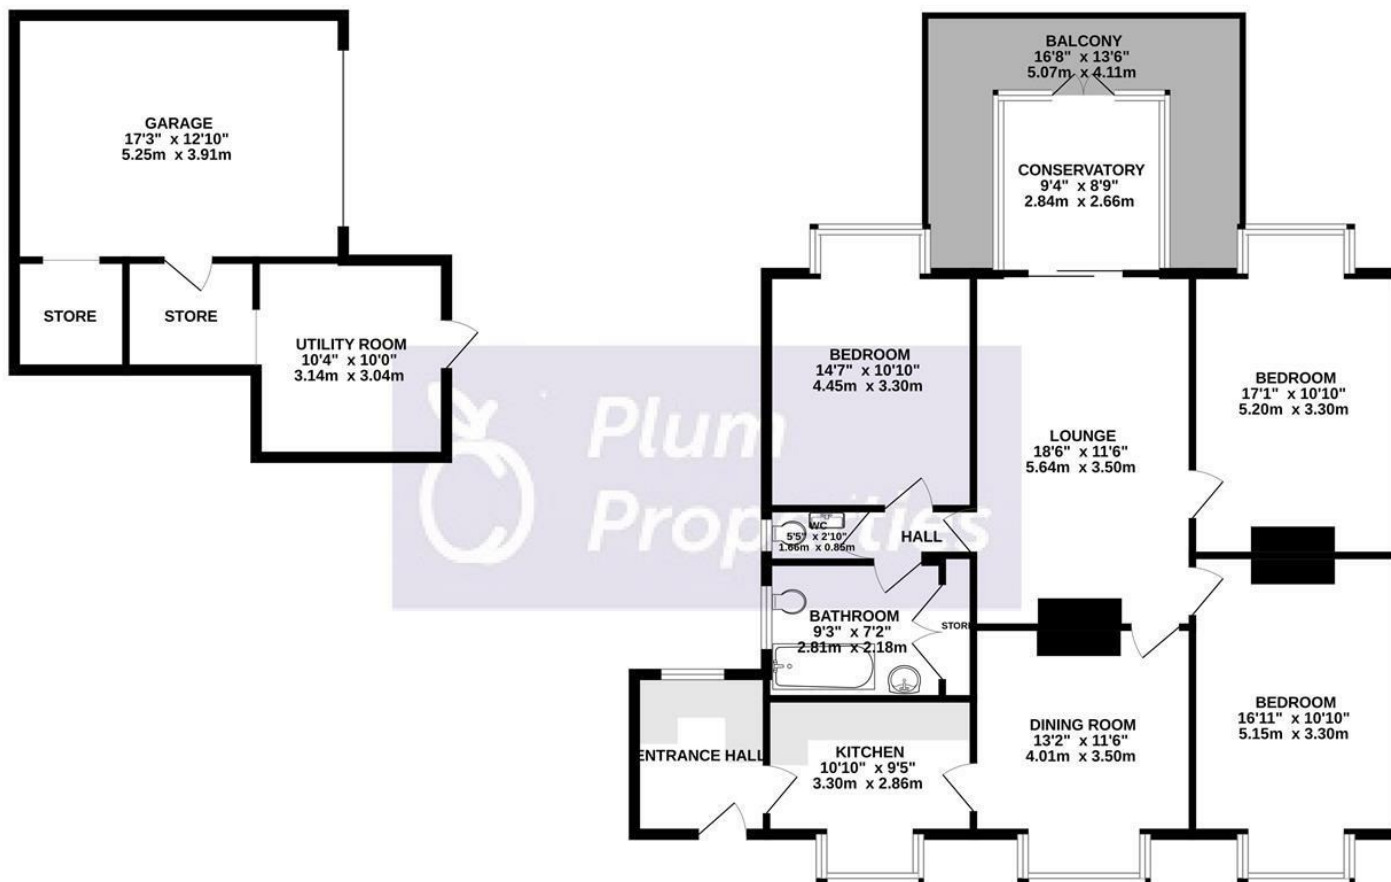 BALCONY
16'8" x 13'6"
5.07m x 4.11m
GARAGE
17'3" x 12'10"
5.25m x 3.91m
CONSERVATORY
9'4" x 8'9"
2.84m x 2.66m
STORE
STORE
UTILITY ROOM
10'4" x 10'0"
3.14m x 3.04m
BEDROOM
14'7" x 10'10"
4.45m x 3.30m
BEDROOM
17'1" x 10'10"
5.20m x 3.30m
LOUNGE
18'6" x 11'6"
5.64m x 3.50m
Plum
Properties
WC
5'5" x 2'10"
1.66m x 0.85m
HALL
BATHROOM
9'3" x 7'2"
2.81m x 2.18m
STORE
ENTRANCE HALL
KITCHEN
10'10" x 9'5"
3.30m x 2.86m
DINING ROOM
13'2" x 11'6"
4.01m x 3.50m
BEDROOM
16'11" x 10'10"
5.15m x 3.30m